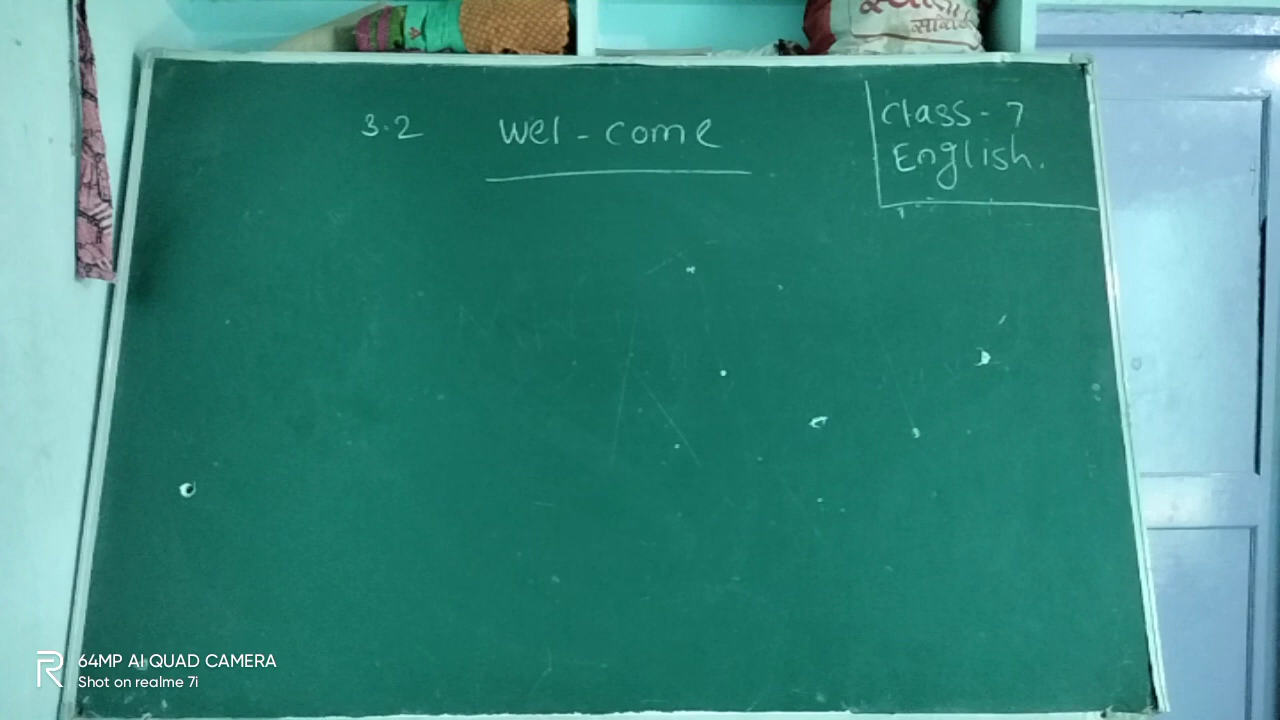 साबार
3.2 Wel-come
Class-7
English.
64MP AI QUAD CAMERA
Shot on realme 7i